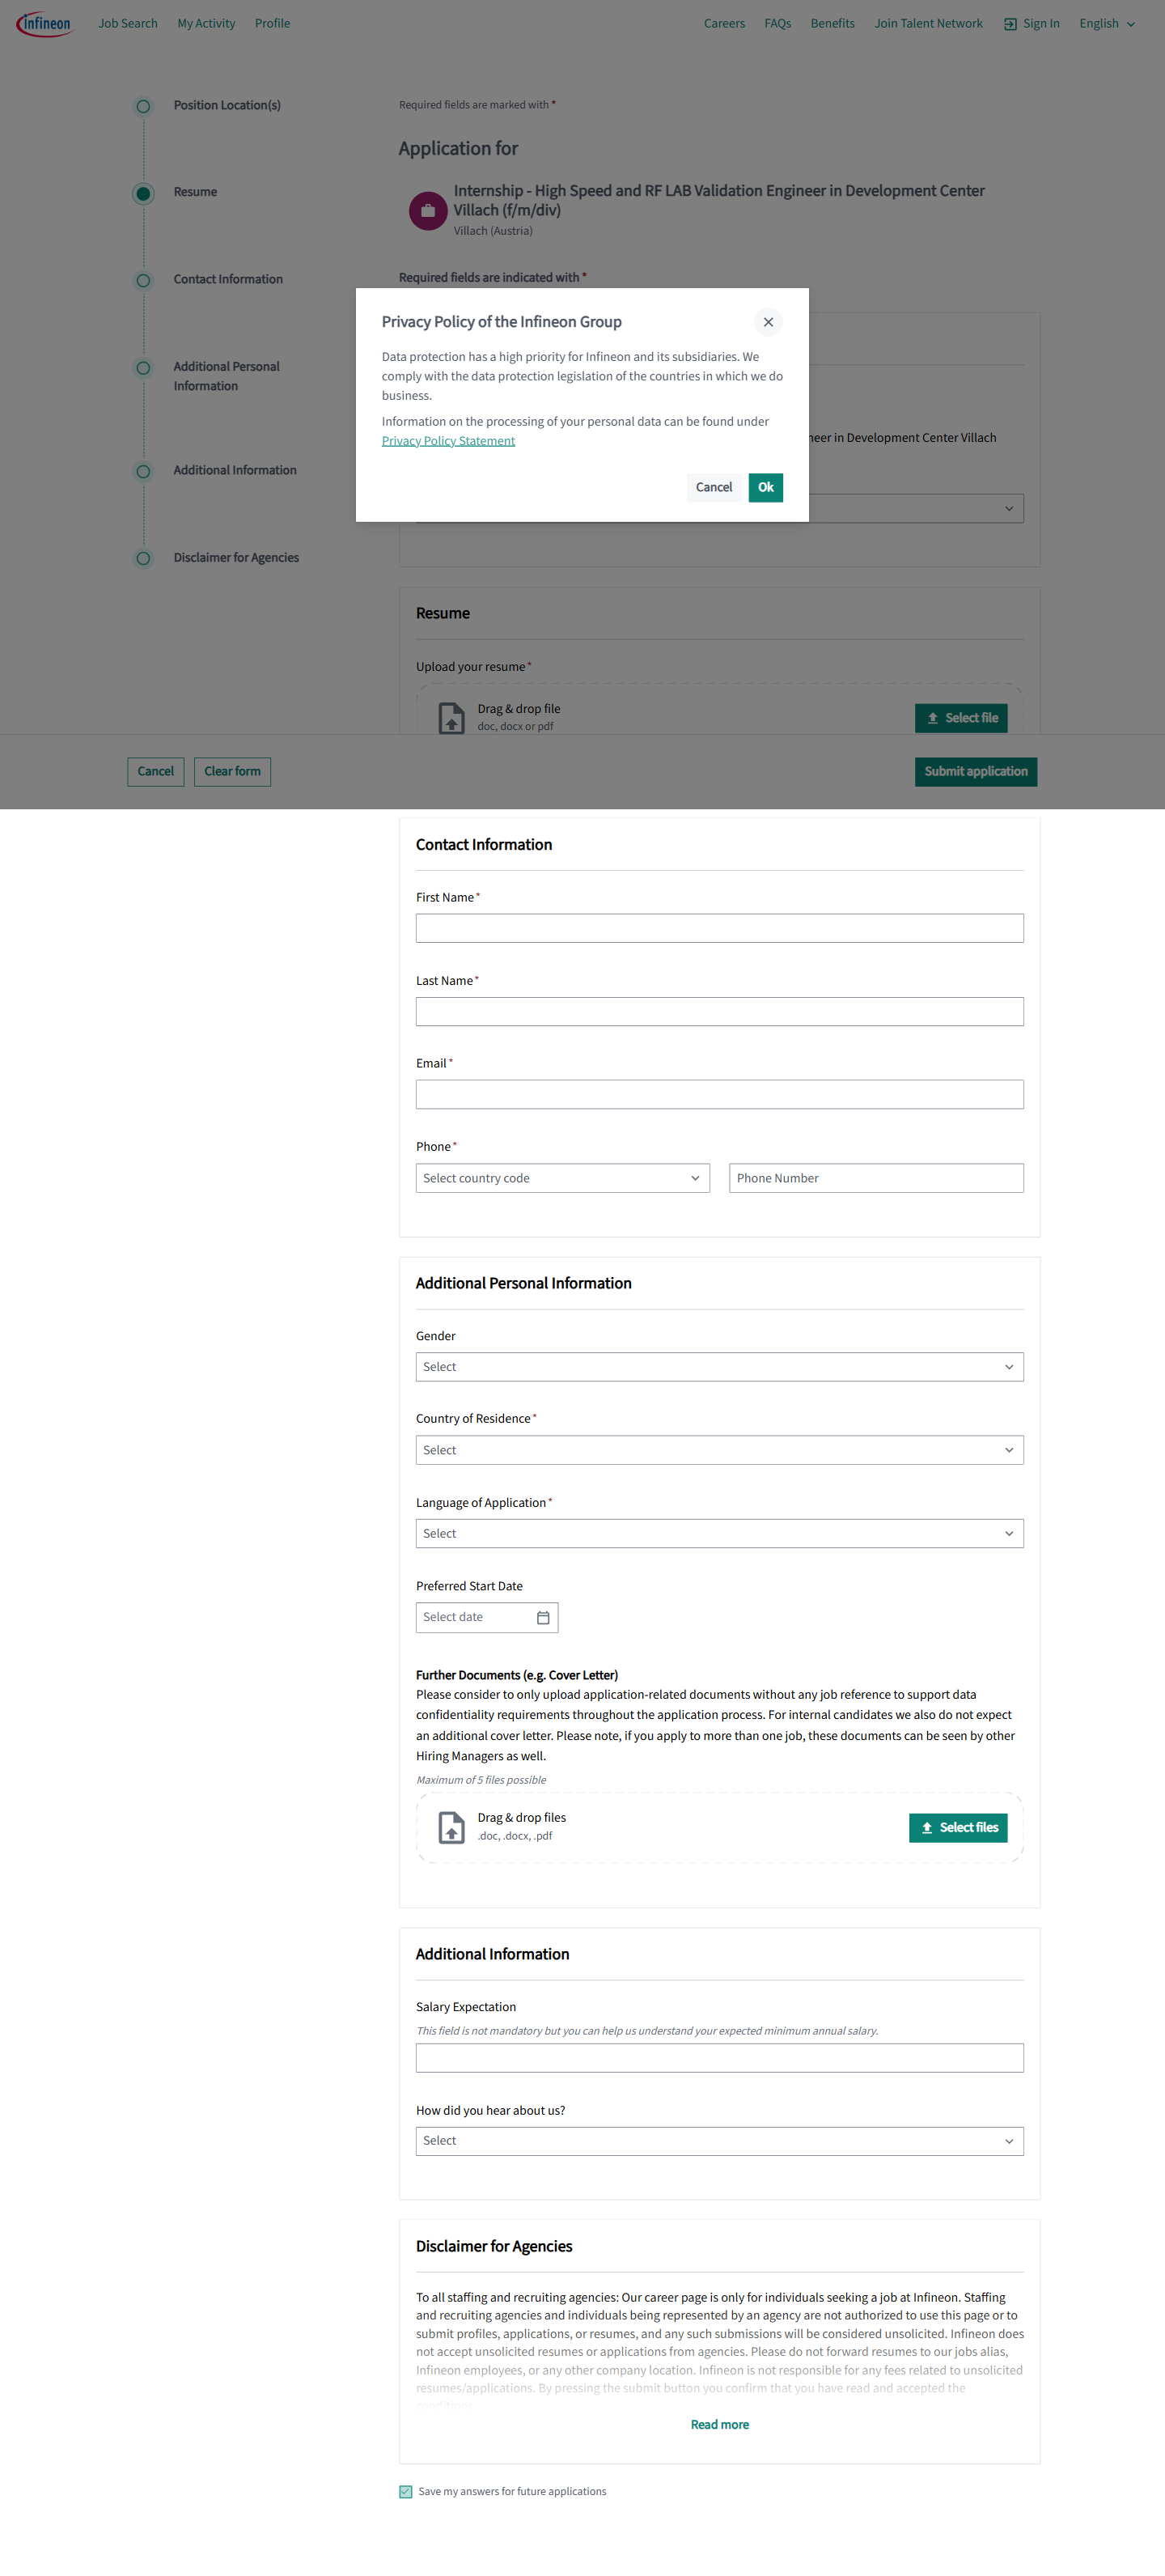 infineon
Job Search My Activity Profile Careers FAQs Benefits Join Talent Network Sign In English
Position Location(s)
Resume
Contact Information
Additional Personal
Information
Additional Information
Disclaimer for Agencies
Required fields are marked with *
Application for
Internship - High Speed and RF LAB Validation Engineer in Development Center
Villach (f/m/div)
Villach (Austria)
Required fields are indicated with *
Privacy Policy of the Infineon Group
Data protection has a high priority for Infineon and its subsidiaries. We
comply with the data protection legislation of the countries in which we do
business.
Information on the processing of your personal data can be found under
Privacy Policy Statement
Cancel Ok
in Development Center Villach
Resume
Upload your resume*
Drag & drop file
doc, docx or pdf
Select file
Cancel Clear form Submit application
Contact Information
First Name*
Last Name*
Email*
Phone*
Select country code Phone Number
Additional Personal Information
Gender
Select
Country of Residence*
Select
Language of Application*
Select
Preferred Start Date
Select date
Further Documents (e.g. Cover Letter)
Please consider to only upload application-related documents without any job reference to support data
confidentiality requirements throughout the application process. For internal candidates we also do not expect
an additional cover letter. Please note, if you apply to more than one job, these documents can be seen by other
Hiring Managers as well.
Maximum of 5 files possible
Drag & drop files
.doc, .docx, .pdf
Select files
Additional Information
Salary Expectation
This field is not mandatory but you can help us understand your expected minimum annual salary.
How did you hear about us?
Select
Disclaimer for Agencies
To all staffing and recruiting agencies: Our career page is only for individuals seeking a job at Infineon. Staffing
and recruiting agencies and individuals being represented by an agency are not authorized to use this page or to
submit profiles, applications, or resumes, and any such submissions will be considered unsolicited. Infineon does
not accept unsolicited resumes or applications from agencies. Please do not forward resumes to our jobs alias,
Infineon employees, or any other company location. Infineon is not responsible for any fees related to unsolicited
resumes/applications. By pressing the submit button you confirm that you have read and accepted the
Read more
Save my answers for future applications